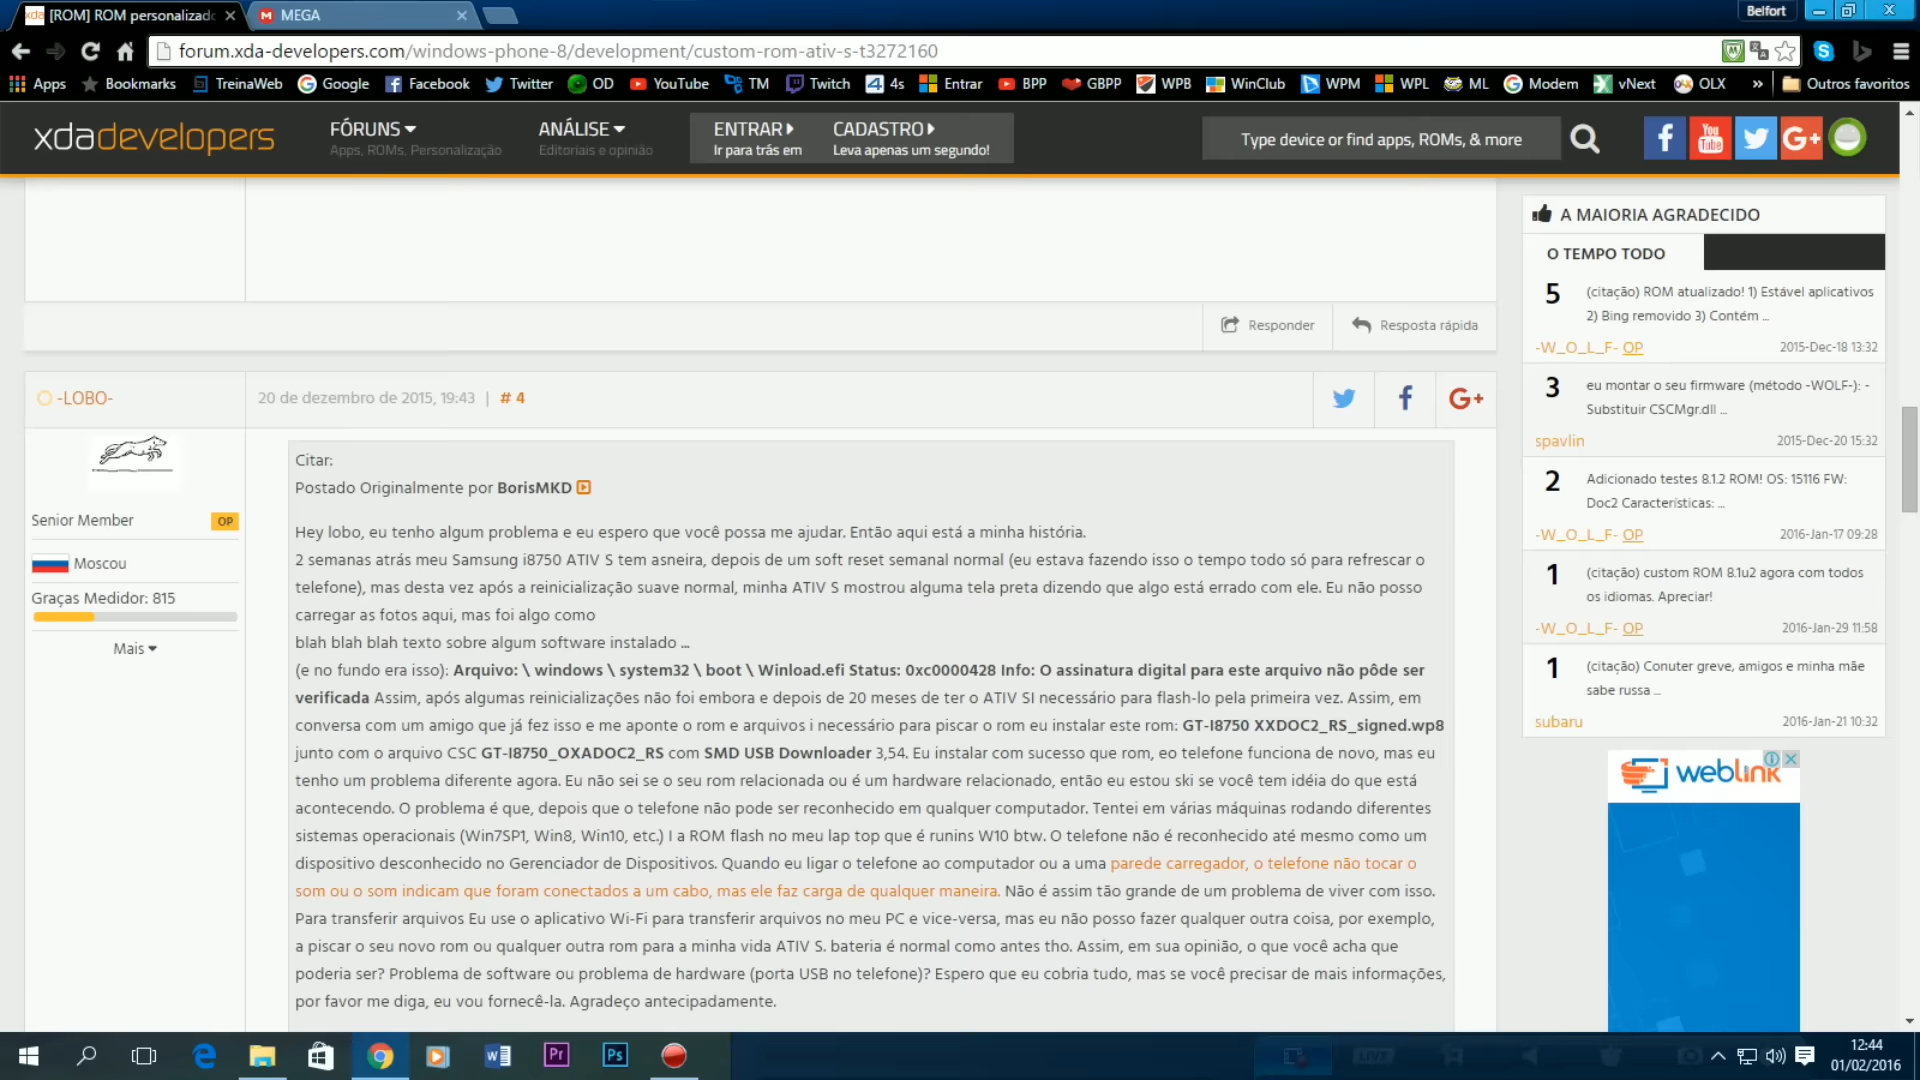 [ROM] ROM personalizado
MEGA
Belfort
forum.xda-developers.com/windows-phone-8/development/custom-rom-ativ-s-t3272160
Apps
Bookmarks
TreinaWeb
Google
Facebook
Twitter
OD
YouTube
TM
Twitch
4s
Entrar
BPP
GBPP
WPB
WinClub
WPM
WPL
ML
Modem
vNext
OLX
»
Outros favoritos
xdadevelopers
FÓRUNS
Apps, ROMs, Personalização
ANÁLISE
Editoriais e opinião
ENTRAR
Ir para trás em
CADASTRO
Leva apenas um segundo!
Type device or find apps, ROMs, & more
Responder
Resposta rápida
-LOBO-
20 de dezembro de 2015, 19:43 | # 4
Senior Member
OP
Moscou
Graças Medidor: 815
Mais
Citar:
Postado Originalmente por BorisMKD
Hey lobo, eu tenho algum problema e eu espero que você possa me ajudar. Então aqui está a minha história.
2 semanas atrás meu Samsung i8750 ATIV S tem asneira, depois de um soft reset semanal normal (eu estava fazendo isso o tempo todo só para refrescar o
telefone), mas desta vez após a reinicialização suave normal, minha ATIV S mostrou alguma tela preta dizendo que algo está errado com ele. Eu não posso
carregar as fotos aqui, mas foi algo como
blah blah blah texto sobre algum software instalado ...
(e no fundo era isso): Arquivo: \ windows \ system32 \ boot \ Winload.efi Status: 0xc0000428 Info: O assinatura digital para este arquivo não pôde ser
verificada Assim, após algumas reinicializações não foi embora e depois de 20 meses de ter o ATIV SI necessário para flash-lo pela primeira vez. Assim, em
conversa com um amigo que já fez isso e me aponte o rom e arquivos i necessário para piscar o rom eu instalar este rom: GT-I8750 XXDOC2_RS_signed.wp8
junto com o arquivo CSC GT-I8750_OXADOC2_RS com SMD USB Downloader 3,54. Eu instalar com sucesso que rom, eo telefone funciona de novo, mas eu
tenho um problema diferente agora. Eu não sei se o seu rom relacionada ou é um hardware relacionado, então eu estou ski se você tem idéia do que está
acontecendo. O problema é que, depois que o telefone não pode ser reconhecido em qualquer computador. Tentei em várias máquinas rodando diferentes
sistemas operacionais (Win7SP1, Win8, Win10, etc.) I a ROM flash no meu lap top que é runins W10 btw. O telefone não é reconhecido até mesmo como um
dispositivo desconhecido no Gerenciador de Dispositivos. Quando eu ligar o telefone ao computador ou a uma parede carregador, o telefone não tocar o
som ou o som indicam que foram conectados a um cabo, mas ele faz carga de qualquer maneira. Não é assim tão grande de um problema de viver com isso.
Para transferir arquivos Eu use o aplicativo Wi-Fi para transferir arquivos no meu PC e vice-versa, mas eu não posso fazer qualquer outra coisa, por exemplo,
a piscar o seu novo rom ou qualquer outra rom para a minha vida ATIV S. bateria é normal como antes tho. Assim, em sua opinião, o que você acha que
poderia ser? Problema de software ou problema de hardware (porta USB no telefone)? Espero que eu cobria tudo, mas se você precisar de mais informações,
por favor me diga, eu vou fornecê-la. Agradeço antecipadamente.
A MAIORIA AGRADECIDO
O TEMPO TODO
5
(citação) ROM atualizado! 1) Estável aplicativos
2) Bing removido 3) Contém ...
-W_O_L_F- OP
2015-Dec-18 13:32
3
eu montar o seu firmware (método -WOLF-): -
Substituir CSCMgr.dll ...
spavlin
2015-Dec-20 15:32
2
Adicionado testes 8.1.2 ROM! OS: 15116 FW:
Doc2 Características: ...
-W_O_L_F- OP
2016-Jan-17 09:28
1
(citação) custom ROM 8.1u2 agora com todos
os idiomas. Apreciar!
-W_O_L_F- OP
2016-Jan-29 11:58
1
(citação) Conuter greve, amigos e minha mãe
sabe russa ...
subaru
2016-Jan-21 10:32
weblink
12:44
01/02/2016